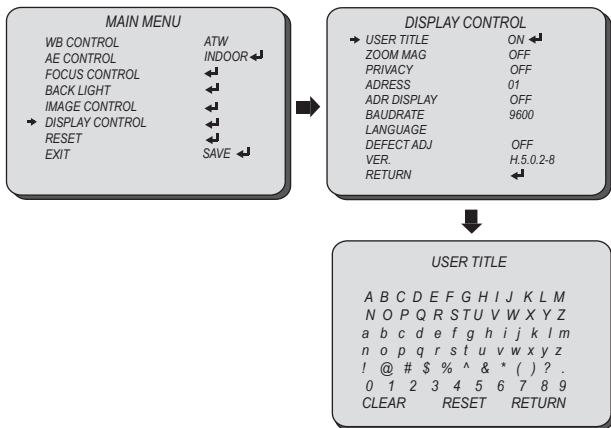 MAIN MENU
WB CONTROL ATW
AE CONTROL INDOOR
FOCUS CONTROL
BACK LIGHT
IMAGE CONTROL
DISPLAY CONTROL
RESET
EXIT SAVE
DISPLAY CONTROL
USER TITLE ON
ZOOM MAG OFF
PRIVACY OFF
ADRESS 01
ADR DISPLAY OFF
BAUDRATE 9600
LANGUAGE
DEFECT ADJ OFF
VER. H.5.0.2-8
RETURN
USER TITLE
A B C D E F G H I J K L M
N O P Q R S T U V W X Y Z
a b c d e f g h i j k l m
n o p q r s t u v w x y z
! @ # $ % ^ & * ( ) ? .
0 1 2 3 4 5 6 7 8 9
CLEAR RESET RETURN